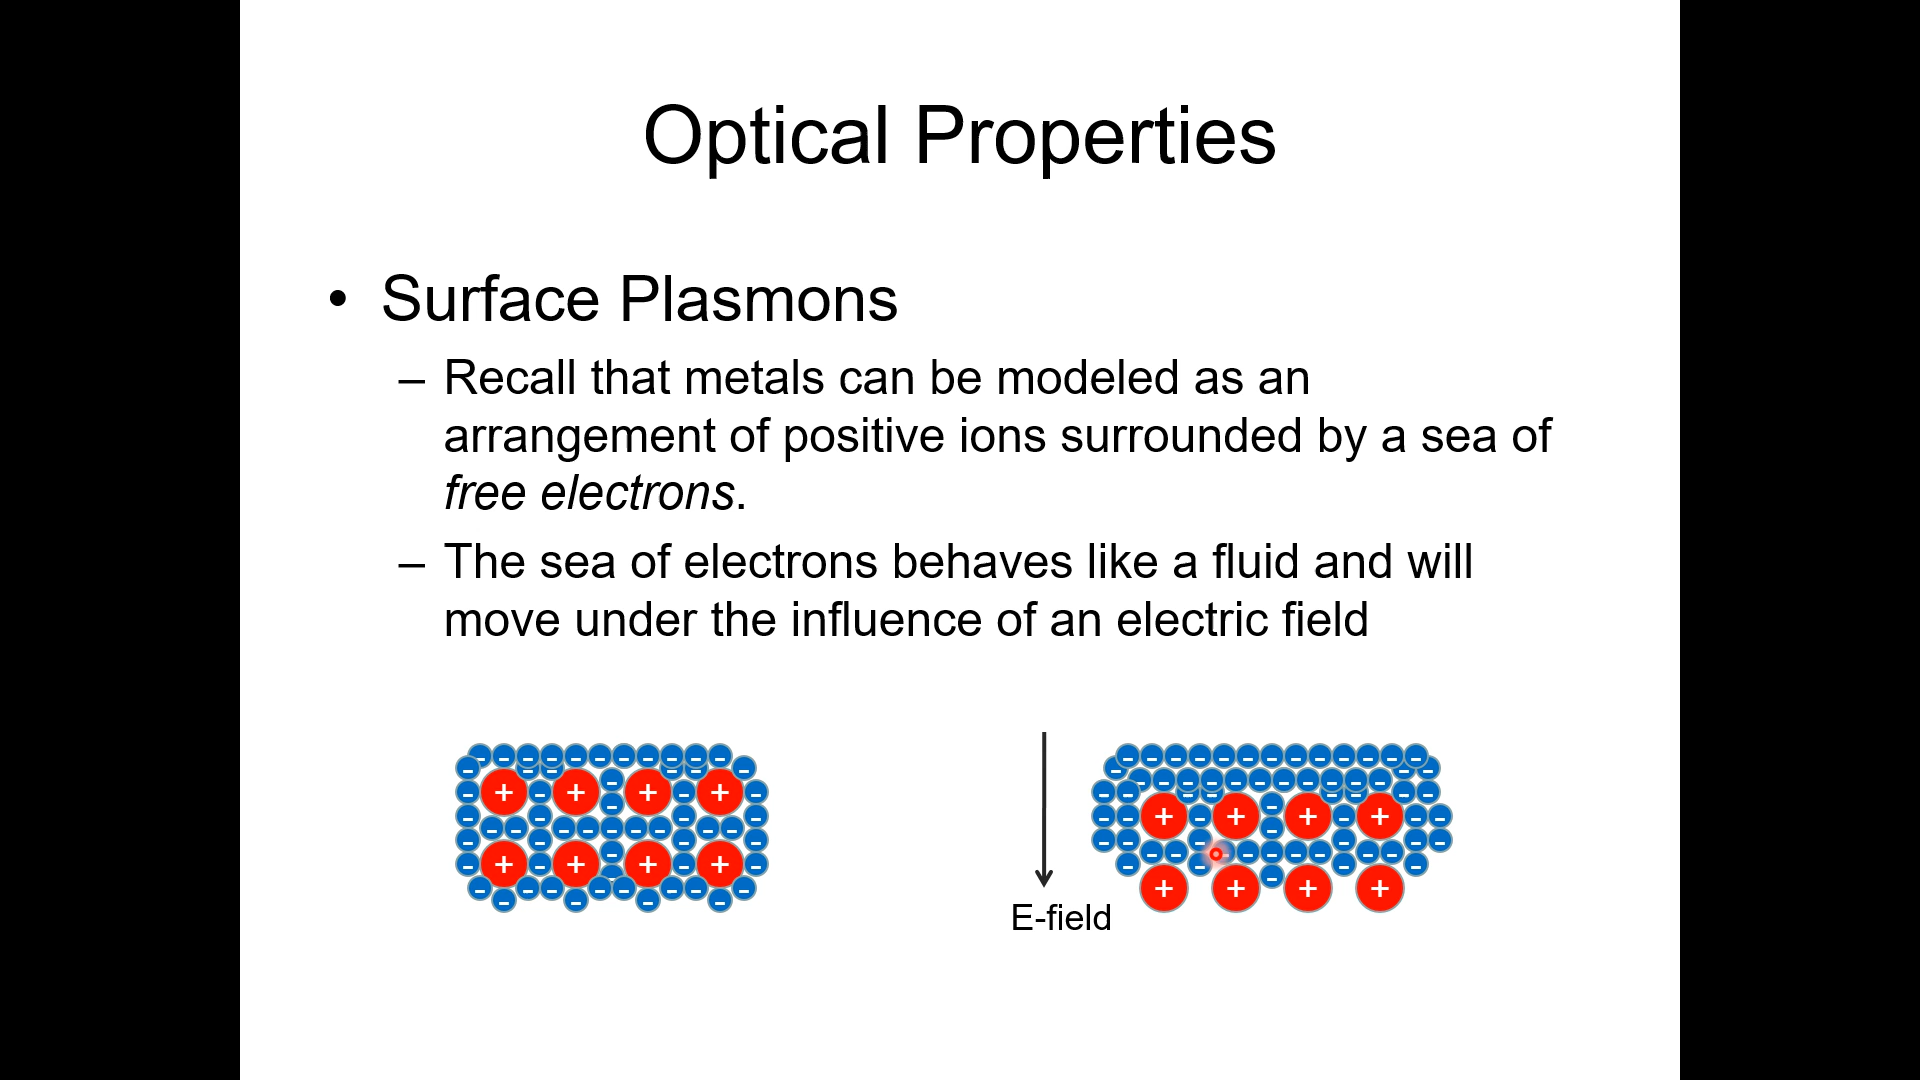 Optical Properties
• Surface Plasmons
– Recall that metals can be modeled as an
arrangement of positive ions surrounded by a sea of
free electrons.
– The sea of electrons behaves like a fluid and will
move under the influence of an electric field
E-field